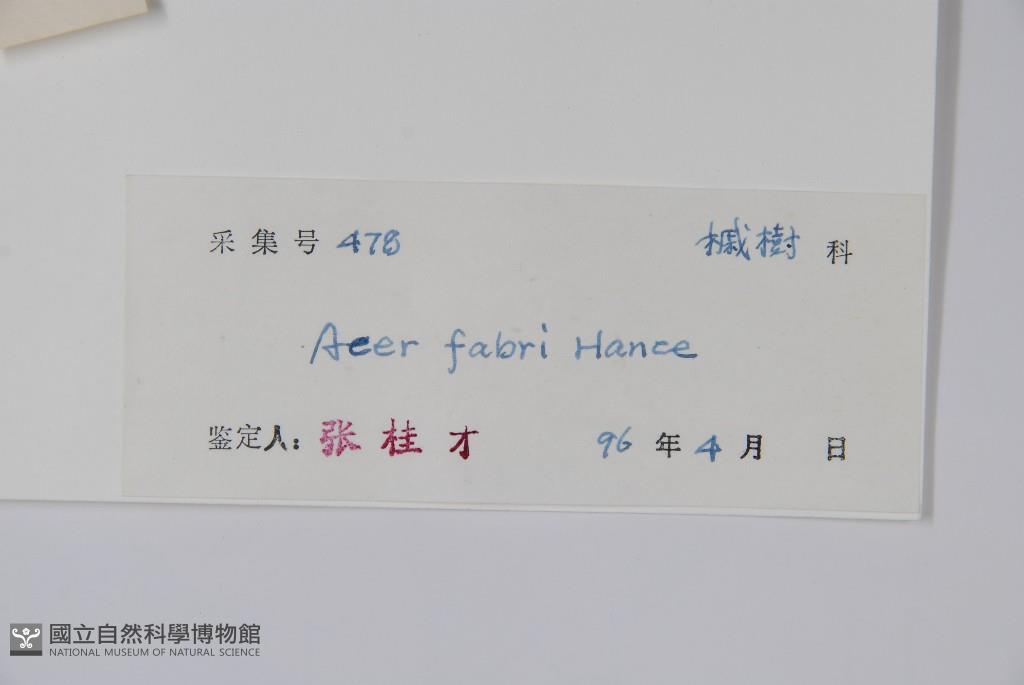 采集号 478 槭樹 科
Acer fabri Hance
鉴定人: 张桂才 96 年 4 月 日
國立自然科學博物館
NATIONAL MUSEUM OF NATURAL SCIENCE